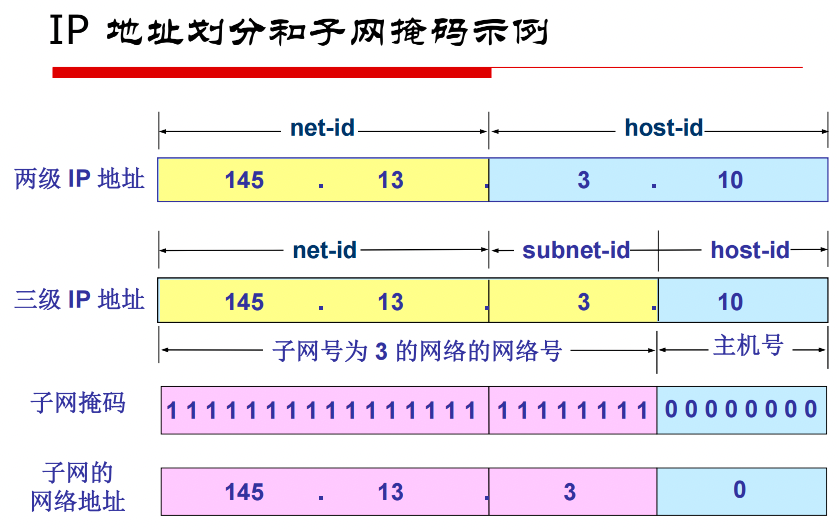 IP 地址划分和子网掩码示例
net-id host-id
两级 IP 地址 145 . 13 . 3 . 10
net-id subnet-id host-id
三级 IP 地址 145 . 13 . 3 . 10
子网号为 3 的网络的网络号 主机号
子网掩码 1 1 1 1 1 1 1 1 1 1 1 1 1 1 1 1 1 1 1 1 1 1 1 1 0 0 0 0 0 0 0 0
子网的
网络地址 145 . 13 . 3 0